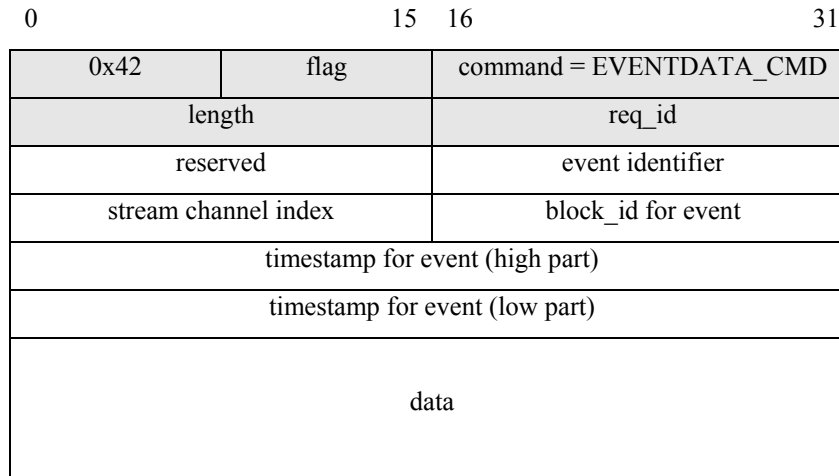 0 15 16 31
0x42 flag command = EVENTDATA_CMD
length req_id
reserved event identifier
stream channel index block_id for event
timestamp for event (high part)
timestamp for event (low part)
data